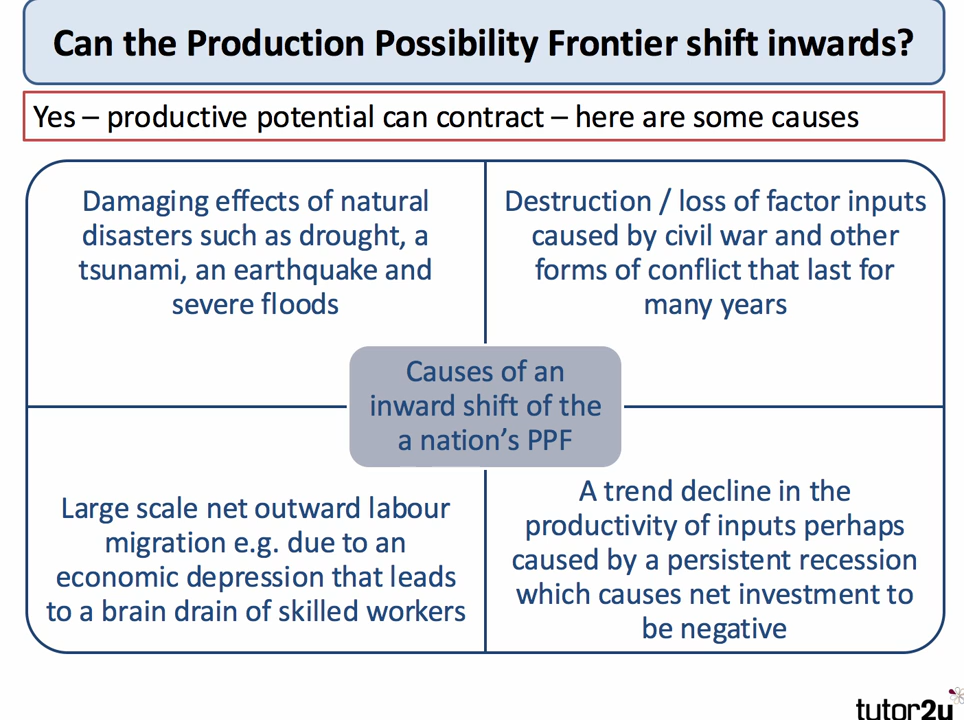 Can the Production Possibility Frontier shift inwards?
Yes – productive potential can contract – here are some causes
Damaging effects of natural
disasters such as drought, a
tsunami, an earthquake and
severe floods
Destruction / loss of factor inputs
caused by civil war and other
forms of conflict that last for
many years
Causes of an
inward shift of the
a nation’s PPF
Large scale net outward labour
migration e.g. due to an
economic depression that leads
to a brain drain of skilled workers
A trend decline in the
productivity of inputs perhaps
caused by a persistent recession
which causes net investment to
be negative
tutor2u